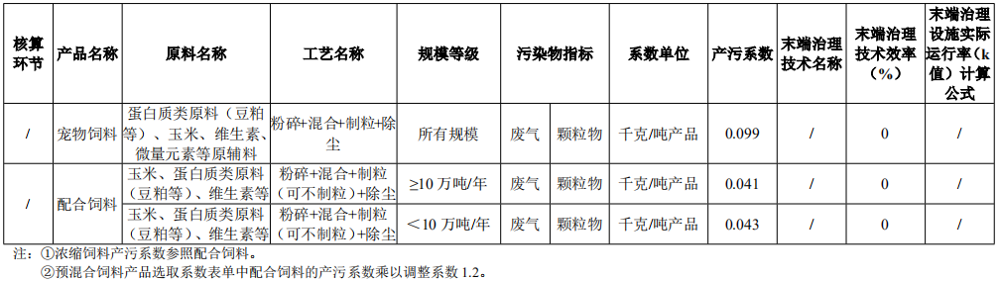 核算环节 产品名称 原料名称 工艺名称 规模等级 污染物指标 系数单位 产污系数 末端治理技术名称 末端治理技术效率（%） 末端治理设施实际运行率（k值）计算公式
/ 宠物饲料 蛋白质类原料（豆粕等）、玉米、维生素、微量元素等原辅料 粉碎+混合+制粒+除尘 所有规模 废气 颗粒物 千克/吨产品 0.099 / 0 /
/ 配合饲料 玉米、蛋白质类原料（豆粕等）、维生素等 粉碎+混合+制粒（可不制粒）+除尘 ≥10 万吨/年 废气 颗粒物 千克/吨产品 0.041 / 0 /
玉米、蛋白质类原料（豆粕等）、维生素等 粉碎+混合+制粒（可不制粒）+除尘 ＜10 万吨/年 废气 颗粒物 千克/吨产品 0.043 / 0 /
注：①浓缩饲料产污系数参照配合饲料。
②预混合饲料产品选取系数表单中配合饲料的产污系数乘以调整系数 1.2。